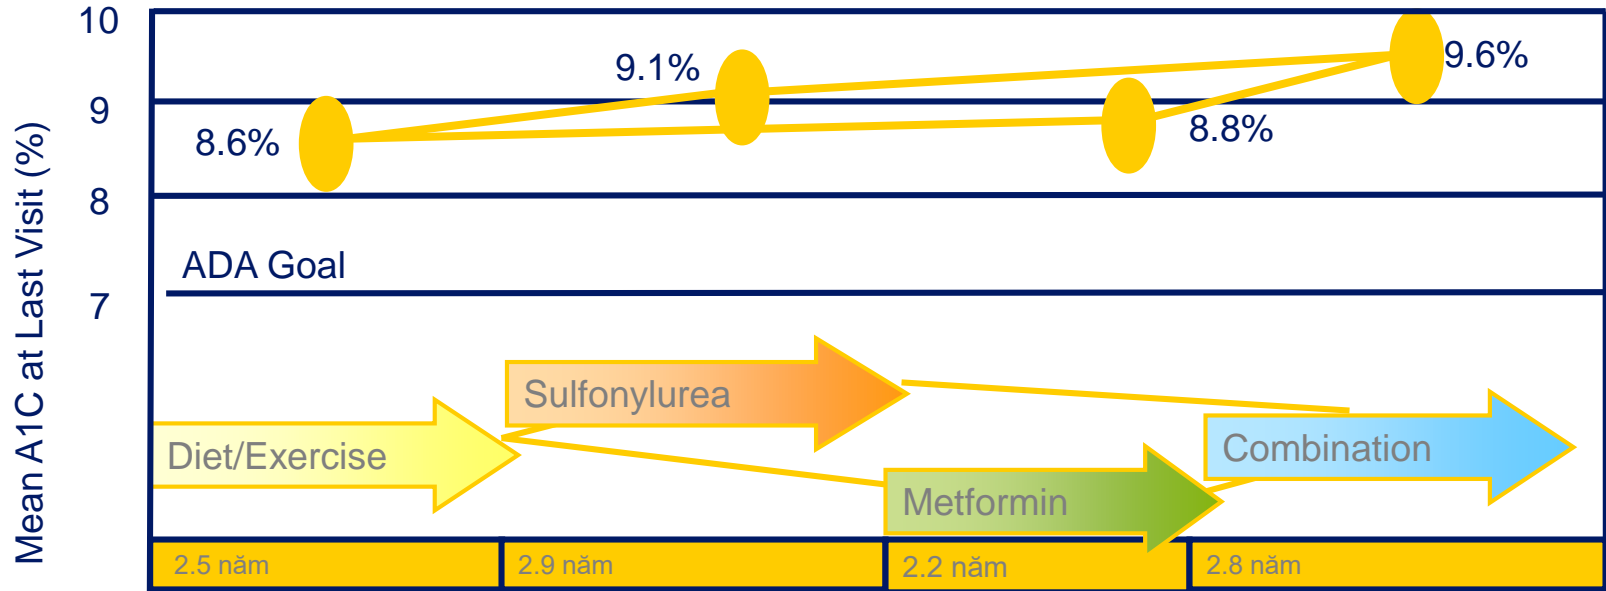 Mean A1C at Last Visit (%)
10
9
8
7
8.6%
9.1%
8.8%
9.6%
ADA Goal
Diet/Exercise
Sulfonylurea
Metformin
Combination
2.5 năm
2.9 năm
2.2 năm
2.8 năm